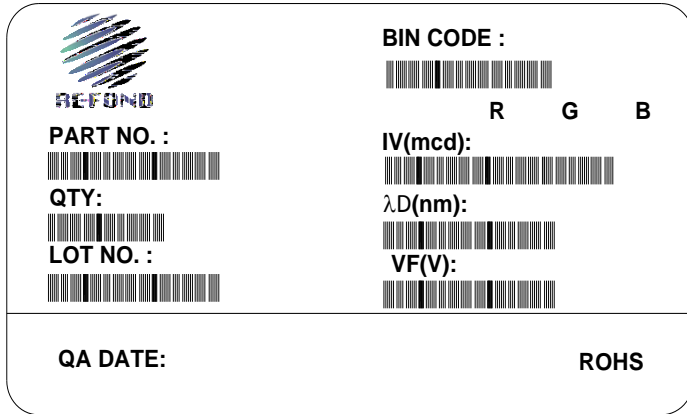 REFOND
BIN CODE :
R G B
PART NO. :
IV(mcd):
QTY:
λD(nm):
LOT NO. :
VF(V):
QA DATE:
ROHS